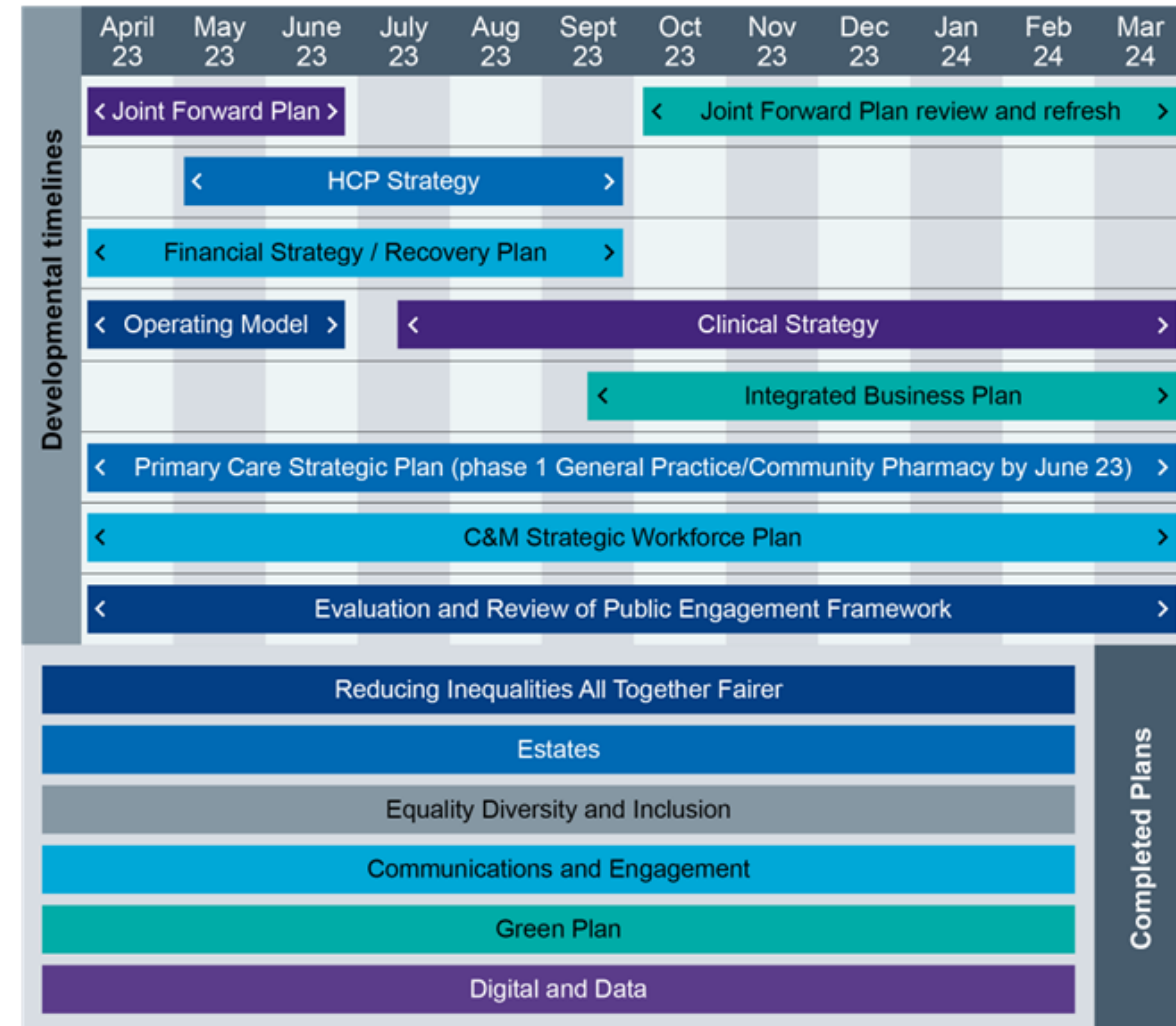 April 23
May 23
June 23
July 23
Aug 23
Sept 23
Oct 23
Nov 23
Dec 23
Jan 24
Feb 24
Mar 24
Developmental timelines
< Joint Forward Plan >
< Joint Forward Plan review and refresh >
< HCP Strategy >
< Financial Strategy / Recovery Plan >
< Operating Model >
< Clinical Strategy >
< Integrated Business Plan >
< Primary Care Strategic Plan (phase 1 General Practice/Community Pharmacy by June 23) >
< C&M Strategic Workforce Plan >
< Evaluation and Review of Public Engagement Framework >
Reducing Inequalities All Together Fairer
Estates
Equality Diversity and Inclusion
Communications and Engagement
Green Plan
Digital and Data
Completed Plans